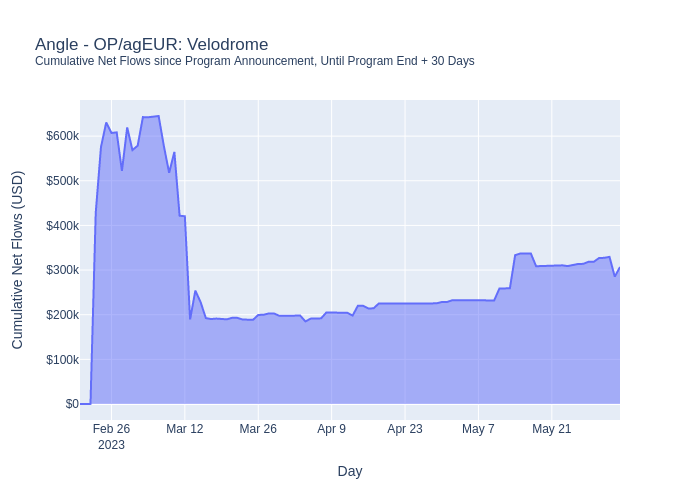 Angle - OP/agEUR: Velodrome
Cumulative Net Flows since Program Announcement, Until Program End + 30 Days
Cumulative Net Flows (USD)
$600k
$500k
$400k
$300k
$200k
$100k
$0
Feb 26
2023
Mar 12
Mar 26
Apr 9
Apr 23
May 7
May 21
Day